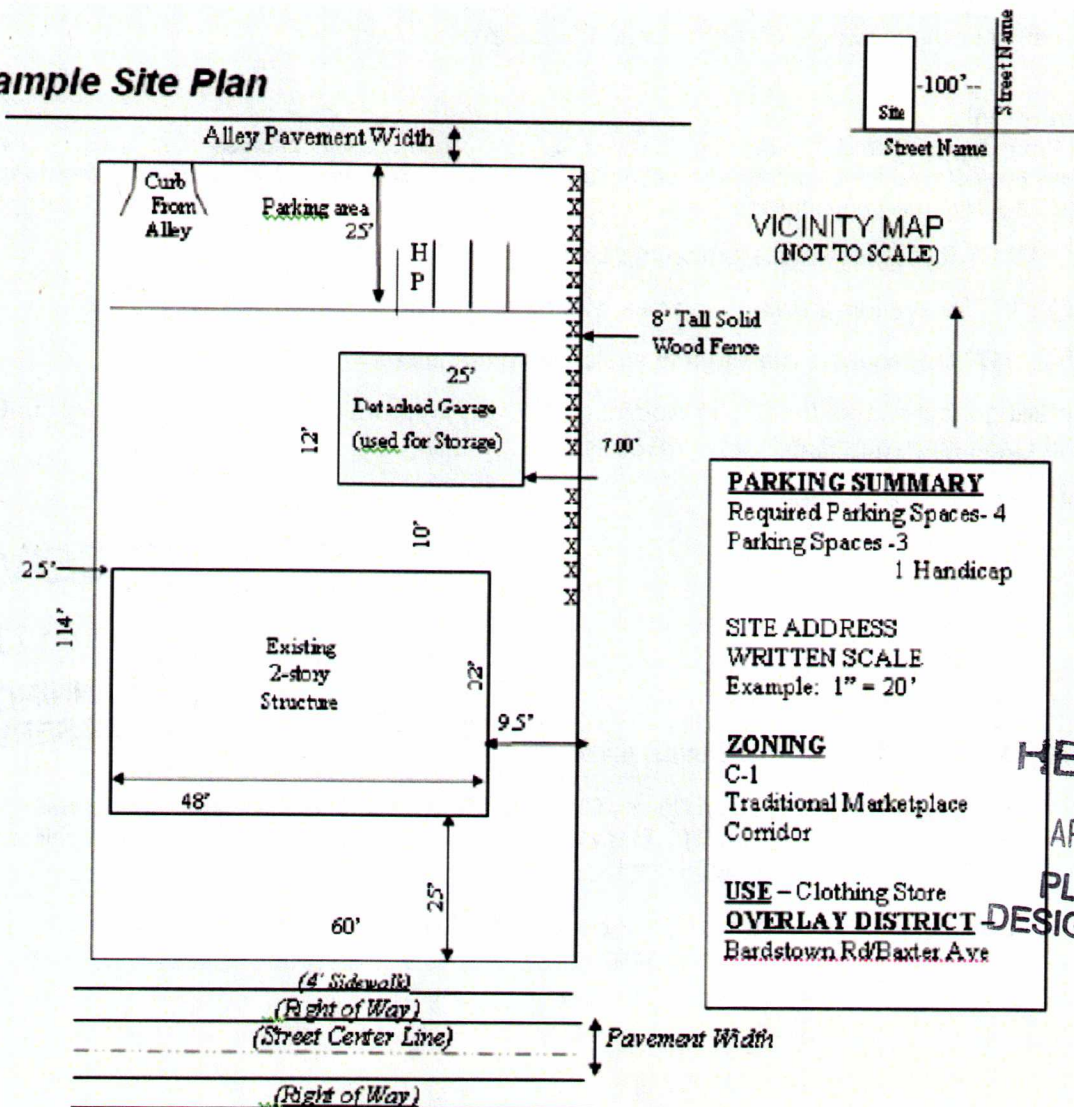 ample Site Plan
Alley Pavement Width
Curb
From
Alley
Parking area
25'
H
P
Site
-100'--
Street Name
Street Name
VICINITY MAP
(NOT TO SCALE)
8' Tall Solid
Wood Fence
25'
Detached Garage
(used for Storage)
12'
7.00'
10'
2.5'
114'
Existing
2-story
Structure
9.5'
48'
25'
60'
(4' Sidewalk)
(Right of Way)
(Street Center Line)
Pavement Width
(Right of Way)
PARKING SUMMARY
Required Parking Spaces- 4
Parking Spaces -3
1 Handicap
SITE ADDRESS
WRITTEN SCALE
Example: 1” = 20’
ZONING
C-1
Traditional Marketplace
Corridor
USE – Clothing Store
OVERLAY DISTRICT –
Bardstown Rd/Baxter Ave
PL
DESIG